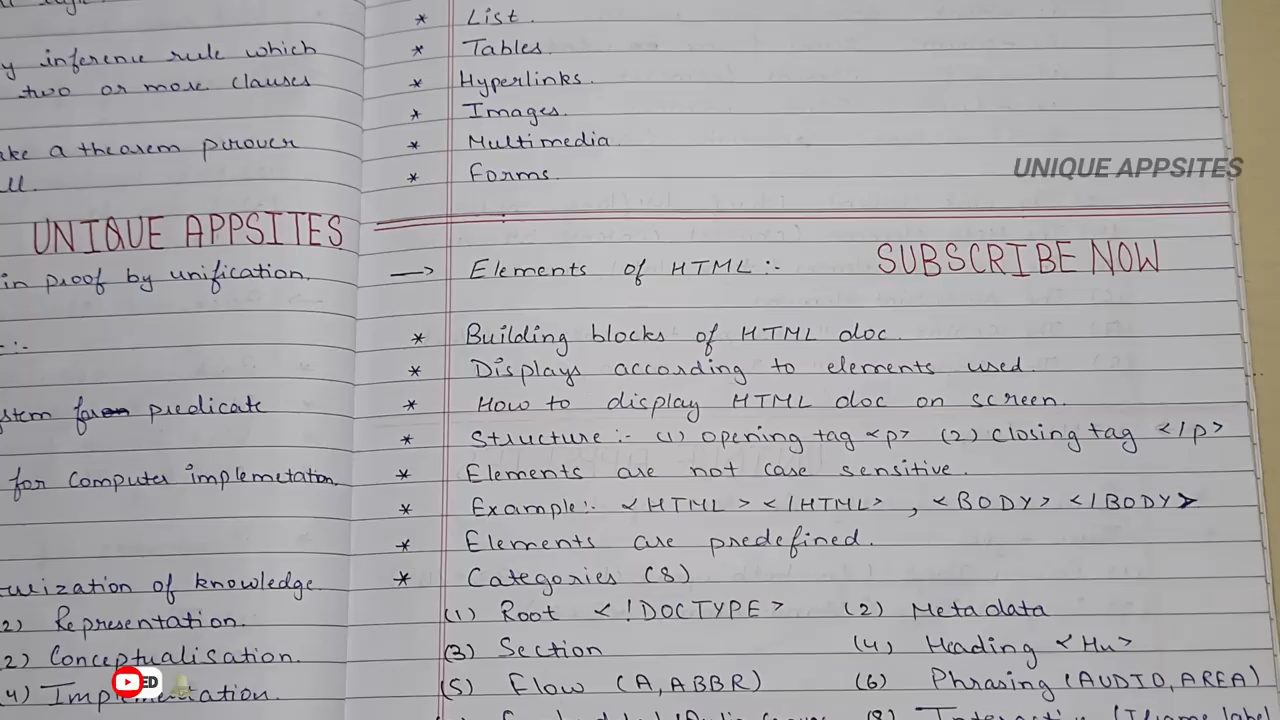 y inference rule which
two or more clauses
ake a theorem perover
in proof by unification.
stem predicate
for Computer implemetation.
of knowledge
2) Representation.
2) Conceptualisation.
4)
* List.
* Tables.
* Hyperlinks.
* Images.
* Multimedia.
* Forms.
UNIQUE APPSITES
UNIQUE APPSITES
SUBSCRIBE NOW
—> Elements of HTML :-
* Building blocks of HTML doc.
* Displays according to elements used.
* How to display HTML doc on screen.
* Structure :- (1) opening tag <p> (2) closing tag </p>
* Elements are not case sensitive.
* Example :- <HTML> </HTML> , <BODY> </BODY>
* Elements are predefined.
* Categories (8)
(1) Root <!DOCTYPE> (2) Metadata
(3) Section (4) Heading <Hn>
(5) Flow (A, ABBR) (6) Phrasing (AUDIO, AREA)